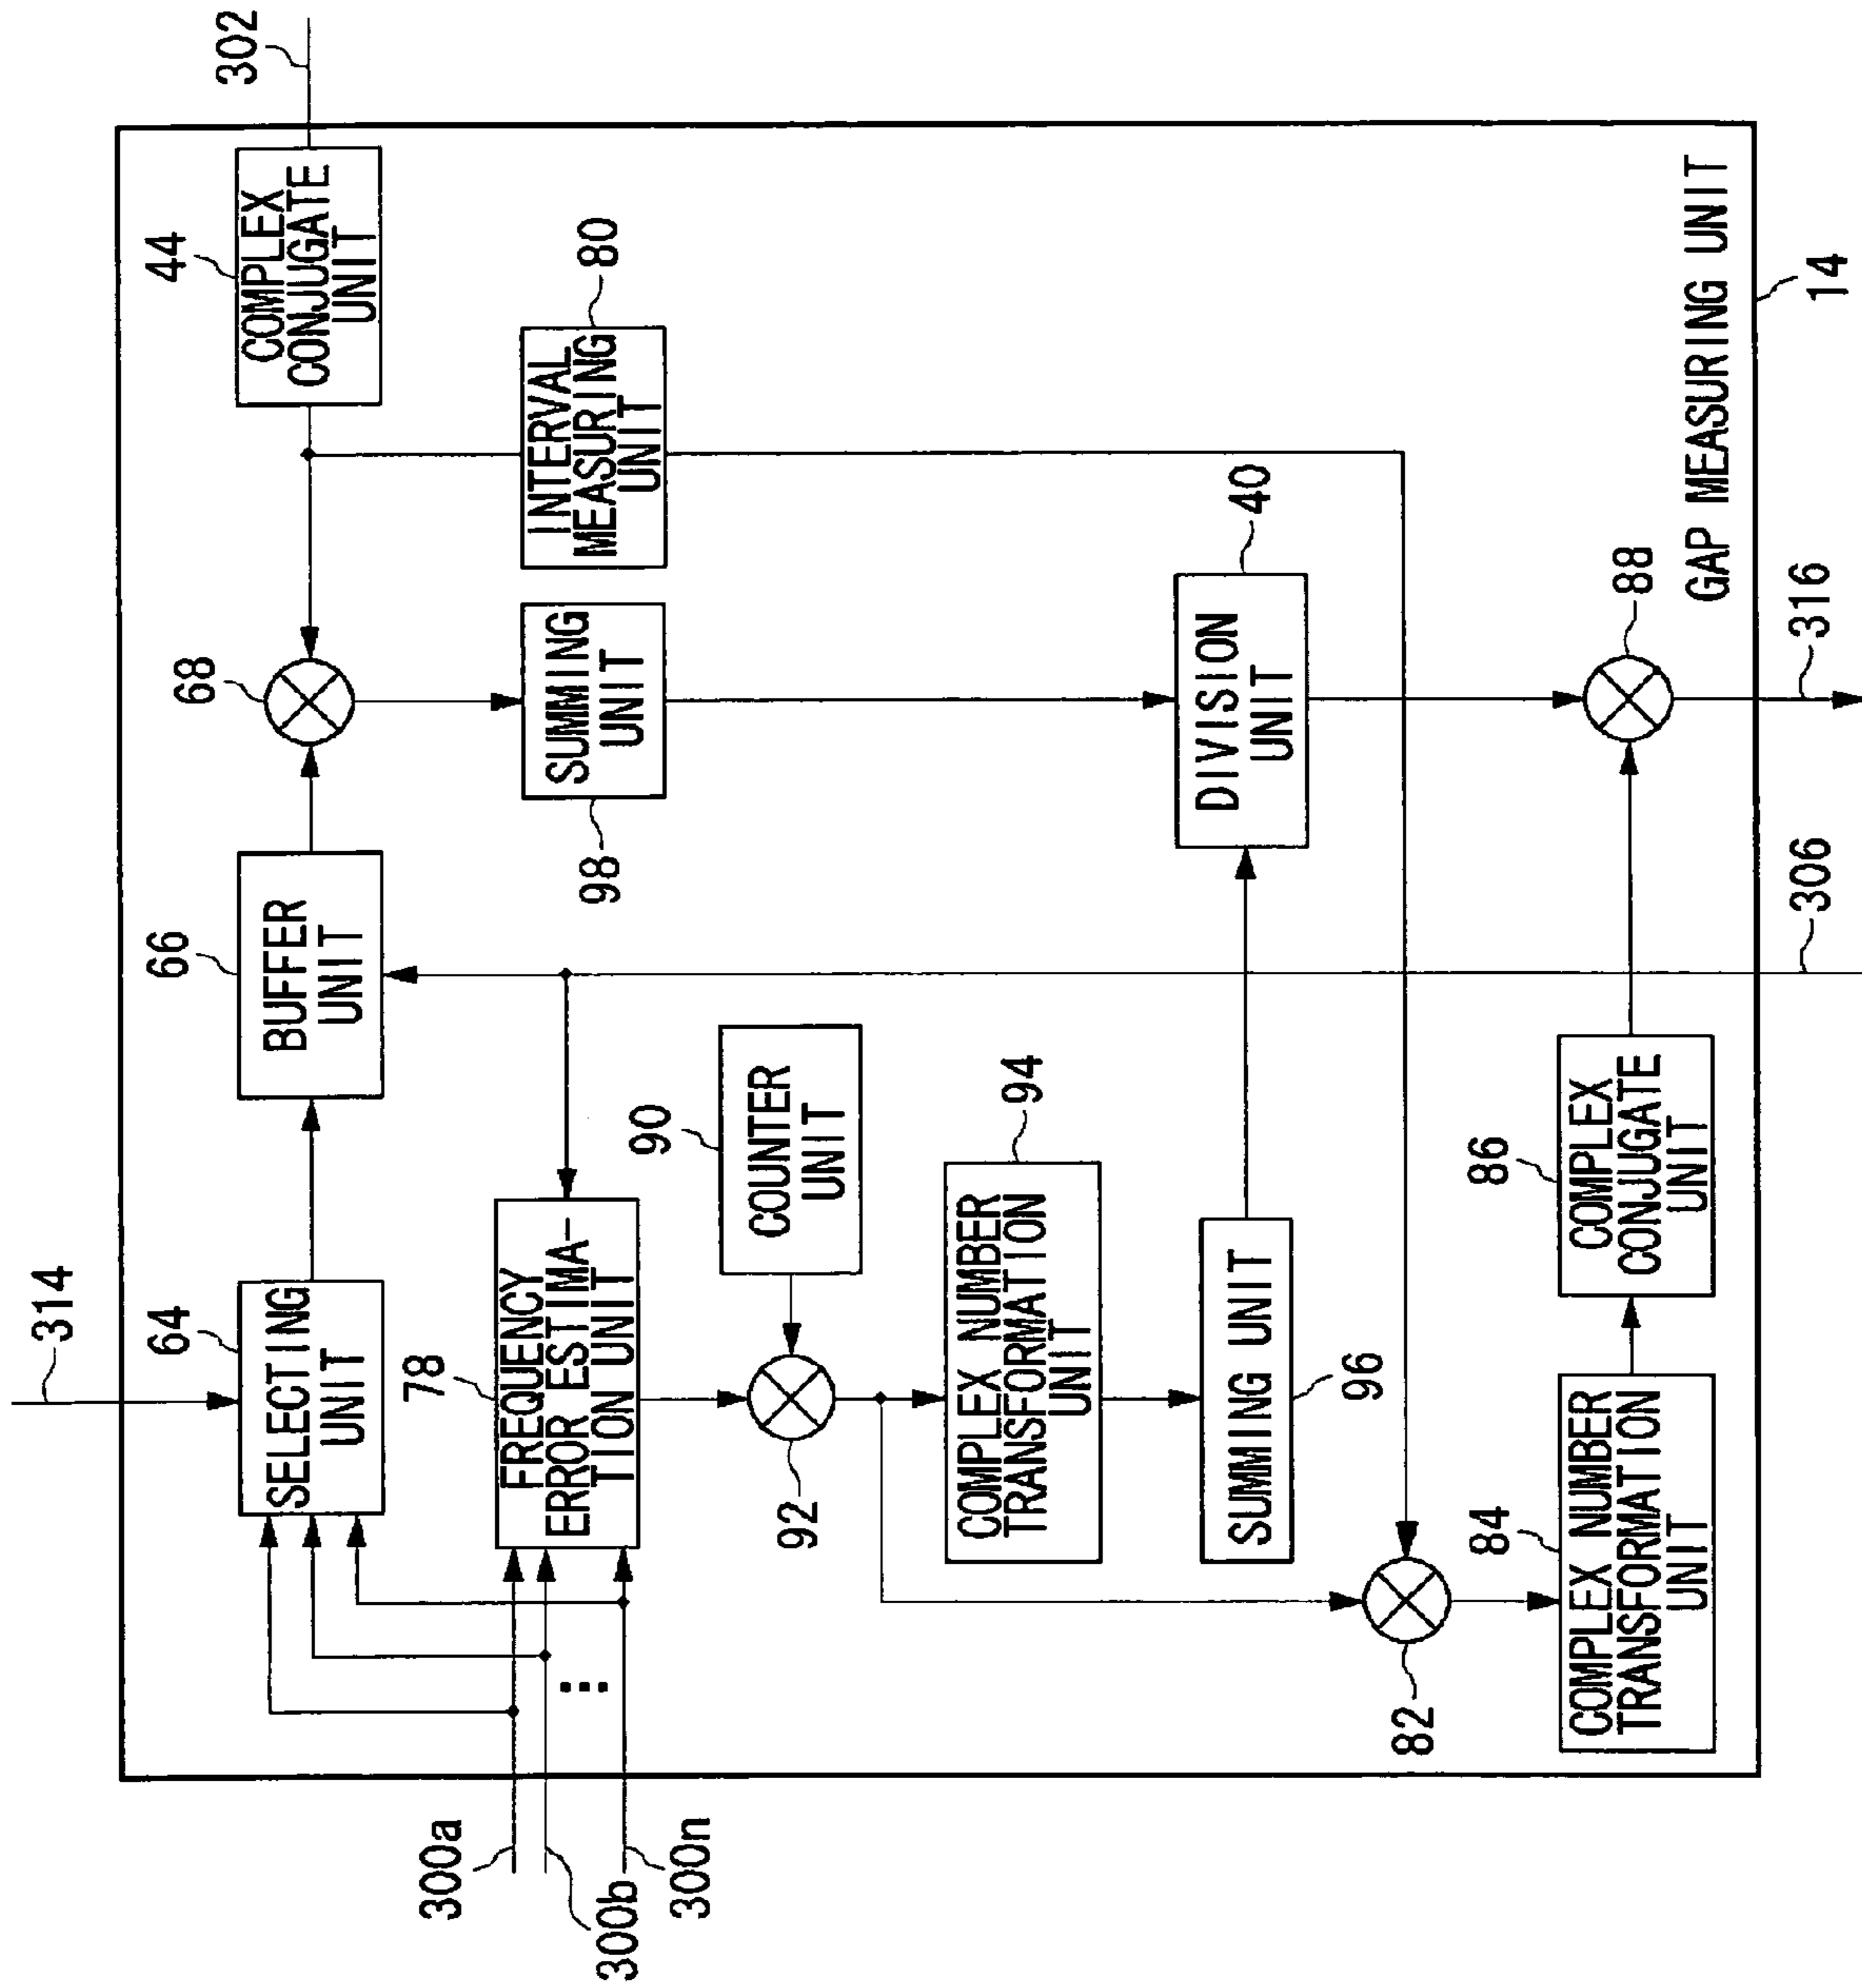 314
64
SELECTING
UNIT
66
BUFFER
UNIT
68
44
COMPLEX
CONJUGATE
UNIT
302
300a
300b
300n
78
FREQUENCY
ERROR ESTIMA-
TION UNIT
98
SUMMING
UNIT
INTERVAL
MEASURING
UNIT
80
90
COUNTER
UNIT
92
COMPLEX NUMBER
TRANSFORMATION
UNIT
94
SUMMING UNIT
96
DIVISION
UNIT
40
82
84
COMPLEX NUMBER
TRANSFORMATION
UNIT
86
COMPLEX
CONJUGATE
UNIT
88
GAP MEASURING UNIT
306
316
14